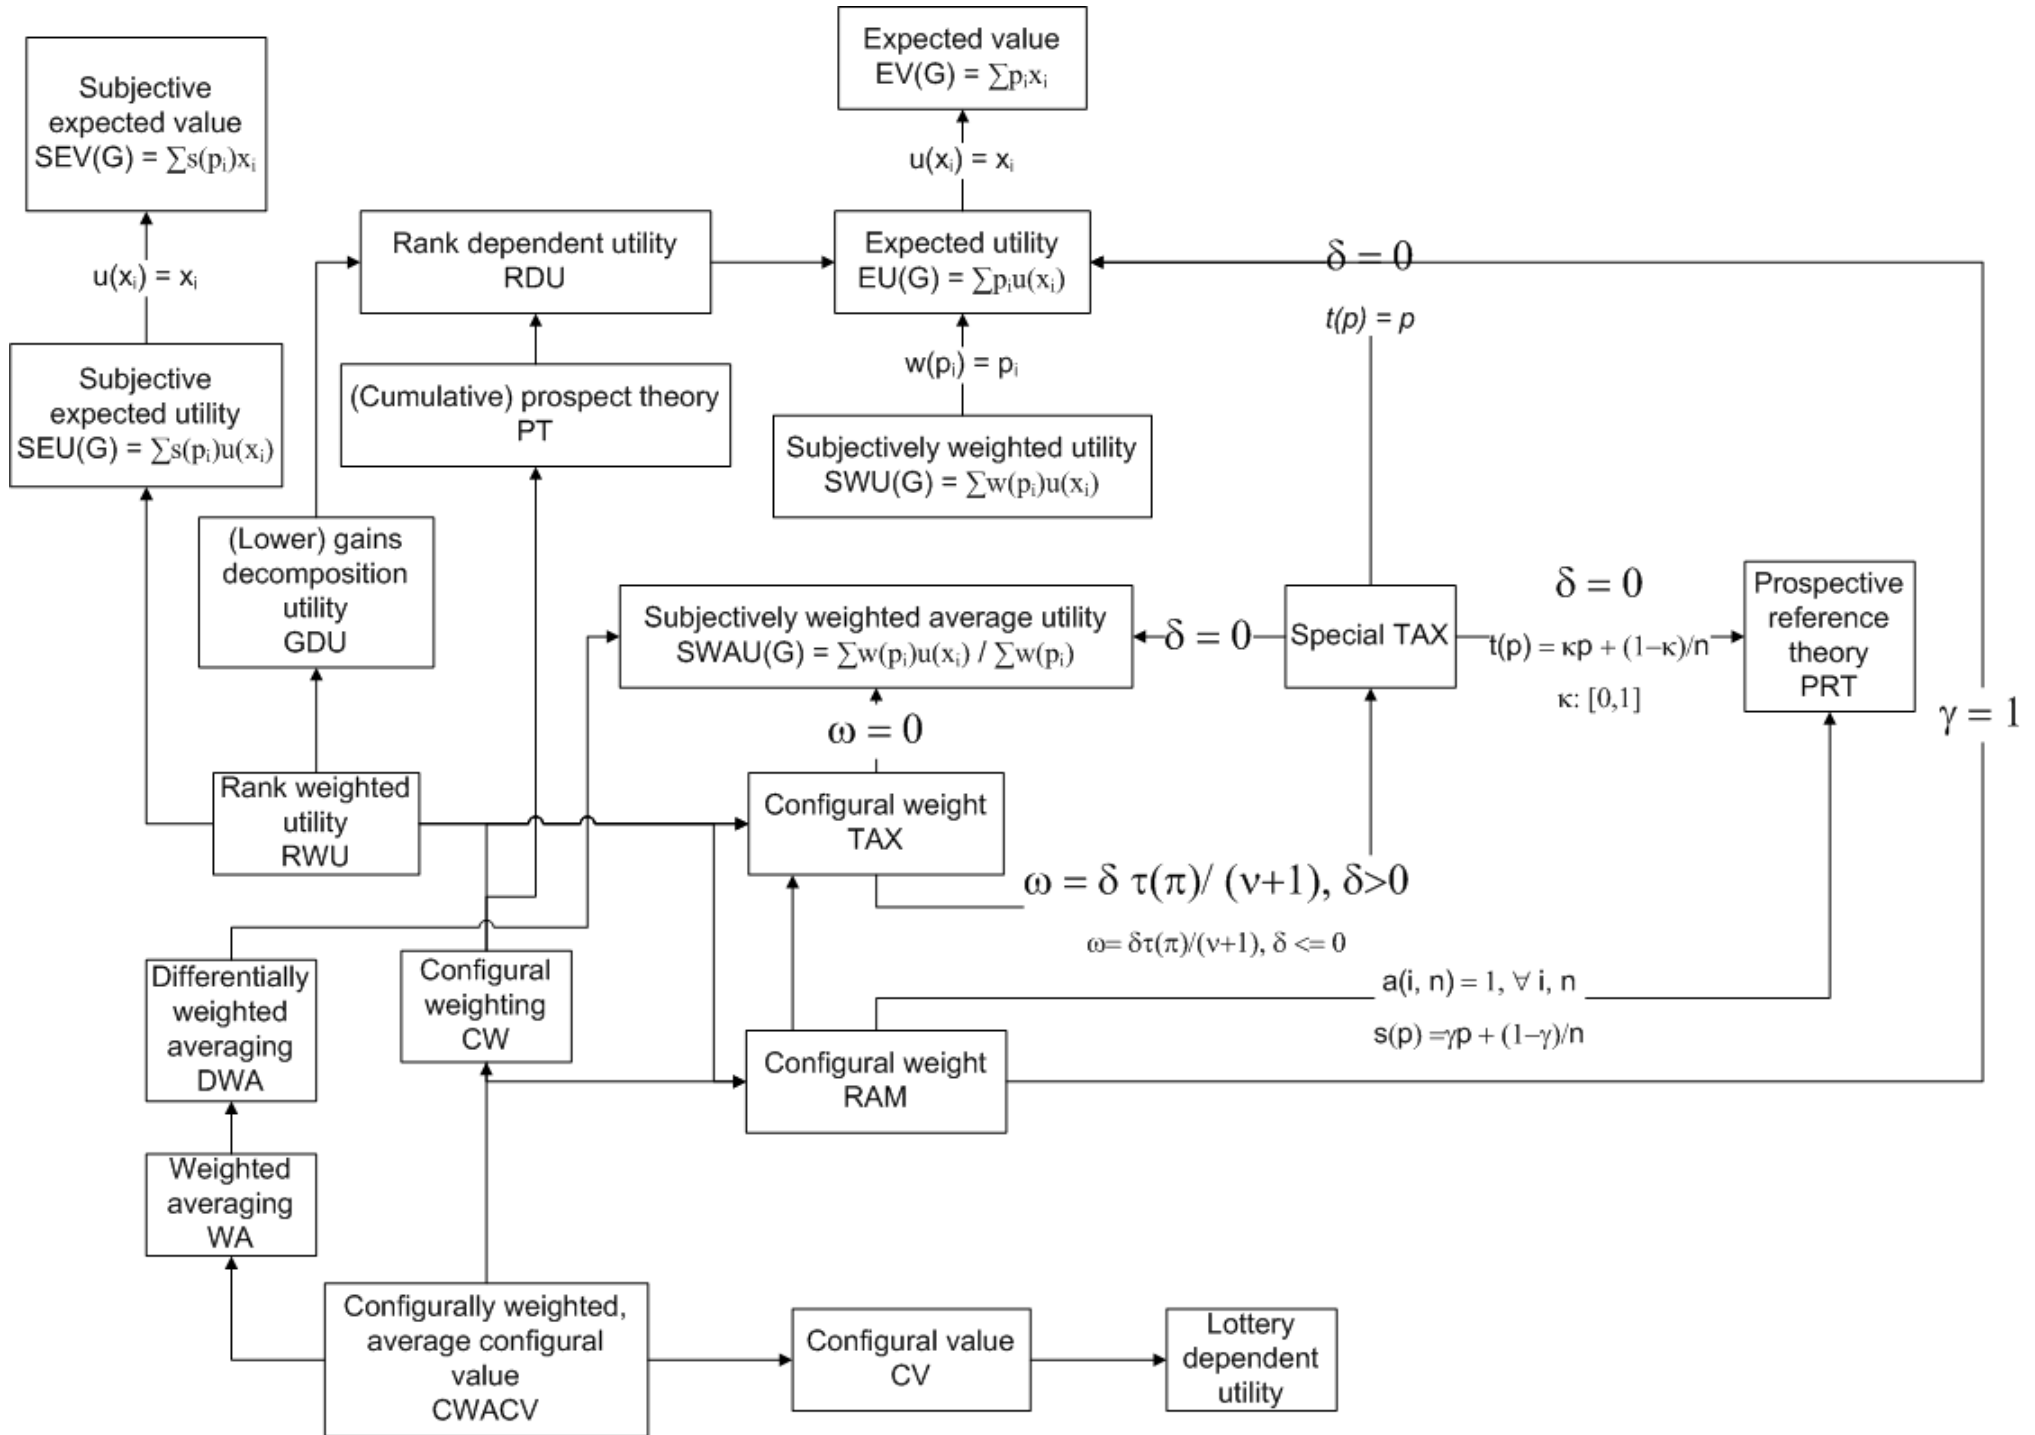 Expected value
EV(G) = ∑pᵢxᵢ
Subjective
expected value
SEV(G) = ∑s(pᵢ)xᵢ
u(xᵢ) = xᵢ
u(xᵢ) = xᵢ
Rank dependent utility
RDU
Expected utility
EU(G) = ∑pᵢu(xᵢ)
δ = 0
t(p) = p
Subjective
expected utility
SEU(G) = ∑s(pᵢ)u(xᵢ)
(Cumulative) prospect theory
PT
w(pᵢ) = pᵢ
Subjectively weighted utility
SWU(G) = ∑w(pᵢ)u(xᵢ)
(Lower) gains
decomposition
utility
GDU
Subjectively weighted average utility
SWAU(G) = ∑w(pᵢ)u(xᵢ) / ∑w(pᵢ)
δ = 0
Special TAX
δ = 0
t(p) = κp + (1−κ)/n
κ: [0,1]
Prospective
reference
theory
PRT
γ = 1
ω = 0
Rank weighted
utility
RWU
Configural weight
TAX
ω = δ τ(π)/ (ν+1), δ>0
ω= δτ(π)/(ν+1), δ <= 0
Differentially
weighted
averaging
DWA
Configural
weighting
CW
a(i, n) = 1, ∀ i, n
s(p) =γp + (1−γ)/n
Configural weight
RAM
Weighted
averaging
WA
Configurally weighted,
average configural
value
CWACV
Configural value
CV
Lottery
dependent
utility